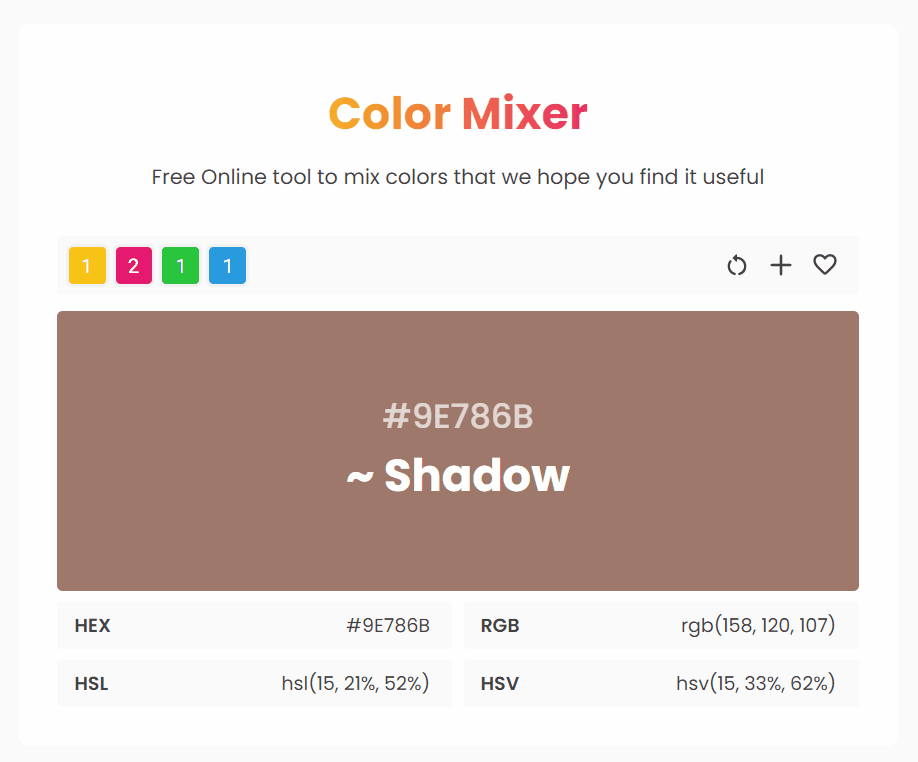 Color Mixer
Free Online tool to mix colors that we hope you find it useful
1 2 1 1
#9E786B
~ Shadow
HEX #9E786B RGB rgb(158, 120, 107)
HSL hsl(15, 21%, 52%) HSV hsv(15, 33%, 62%)